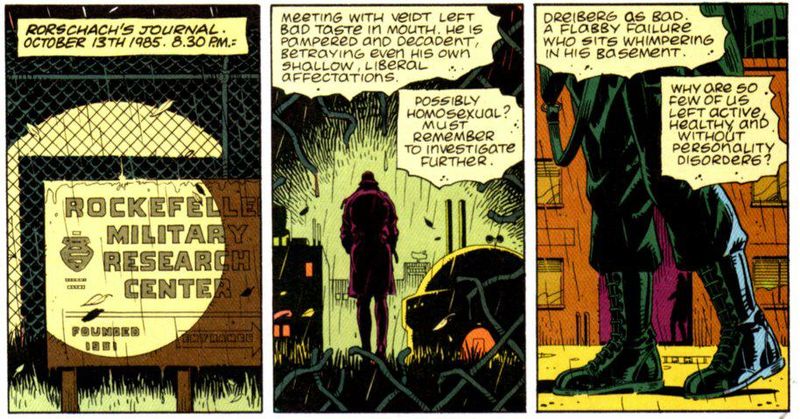 RORSCHACH'S JOURNAL.
OCTOBER 13TH 1985. 8.30 P.M.:
ROCKEFELLE
MILITARY
RESEARCH
CENTER
FOUNDED
1981
ENTRANCE
MEETING WITH VEIDT LEFT
BAD TASTE IN MOUTH. HE IS
PAMPERED AND DECADENT,
BETRAYING EVEN HIS OWN
SHALLOW, LIBERAL
AFFECTATIONS.
POSSIBLY
HOMOSEXUAL?
MUST
REMEMBER
TO INVESTIGATE
FURTHER.
DREIBERG AS BAD.
A FLABBY FAILURE
WHO SITS WHIMPERING
IN HIS BASEMENT.
WHY ARE SO
FEW OF US
LEFT ACTIVE,
HEALTHY AND
WITHOUT
PERSONALITY
DISORDERS?